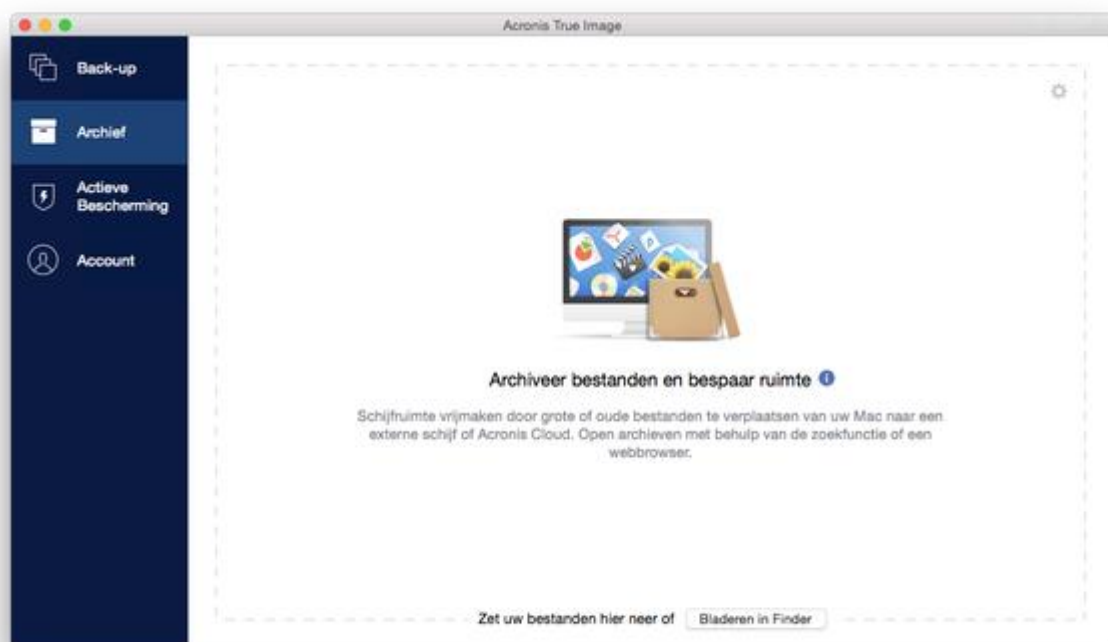 Acronis True Image
Back-up
Archief
Actieve
Bescherming
Account
Archiveer bestanden en bespaar ruimte
Schijfruimte vrijmaken door grote of oude bestanden te verplaatsen van uw Mac naar een
externe schijf of Acronis Cloud. Open archieven met behulp van de zoekfunctie of een
webbrowser.
Zet uw bestanden hier neer of Bladeren in Finder